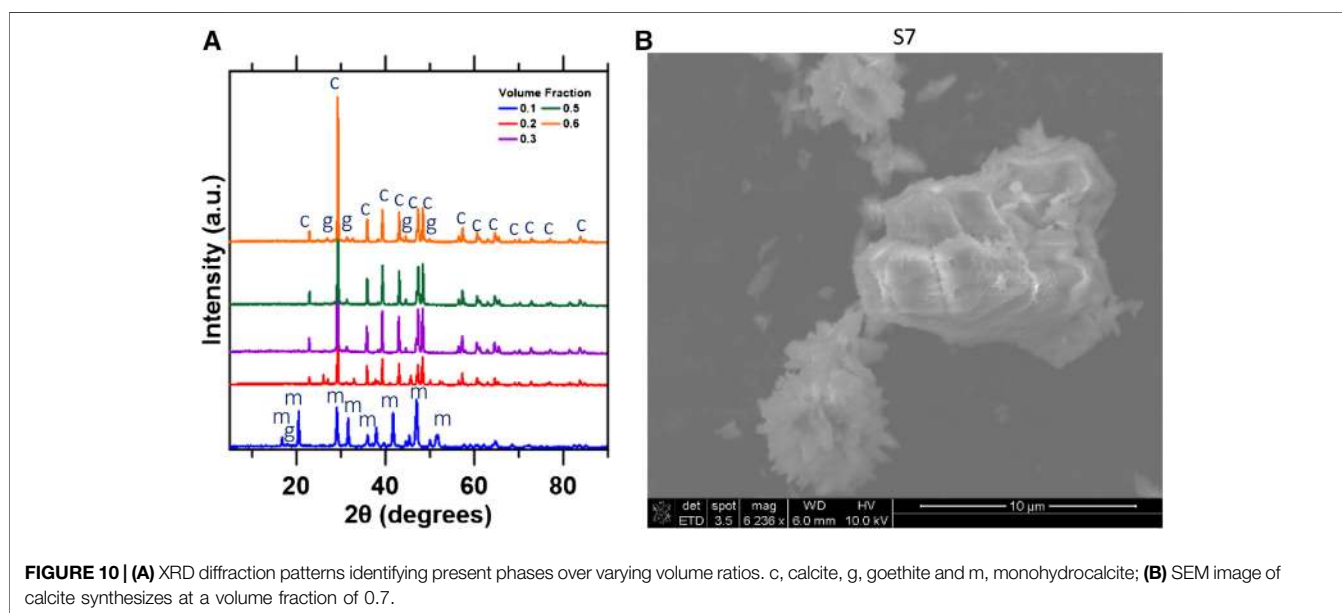 A
B
S7
c
Volume Fraction
0.1 0.5
0.2 0.6
0.3
Intensity (a.u.)
c g g c c c c c g g c c c c c c c
m m g m m m m m m
20 40 60 80
2θ (degrees)
det spot mag WD HV
ETD 3.5 6 236 x 6.0 mm 10.0 kV
10 µm
FIGURE 10 | (A) XRD diffraction patterns identifying present phases over varying volume ratios. c, calcite, g, goethite and m, monohydrocalcite; (B) SEM image of
calcite synthesizes at a volume fraction of 0.7.